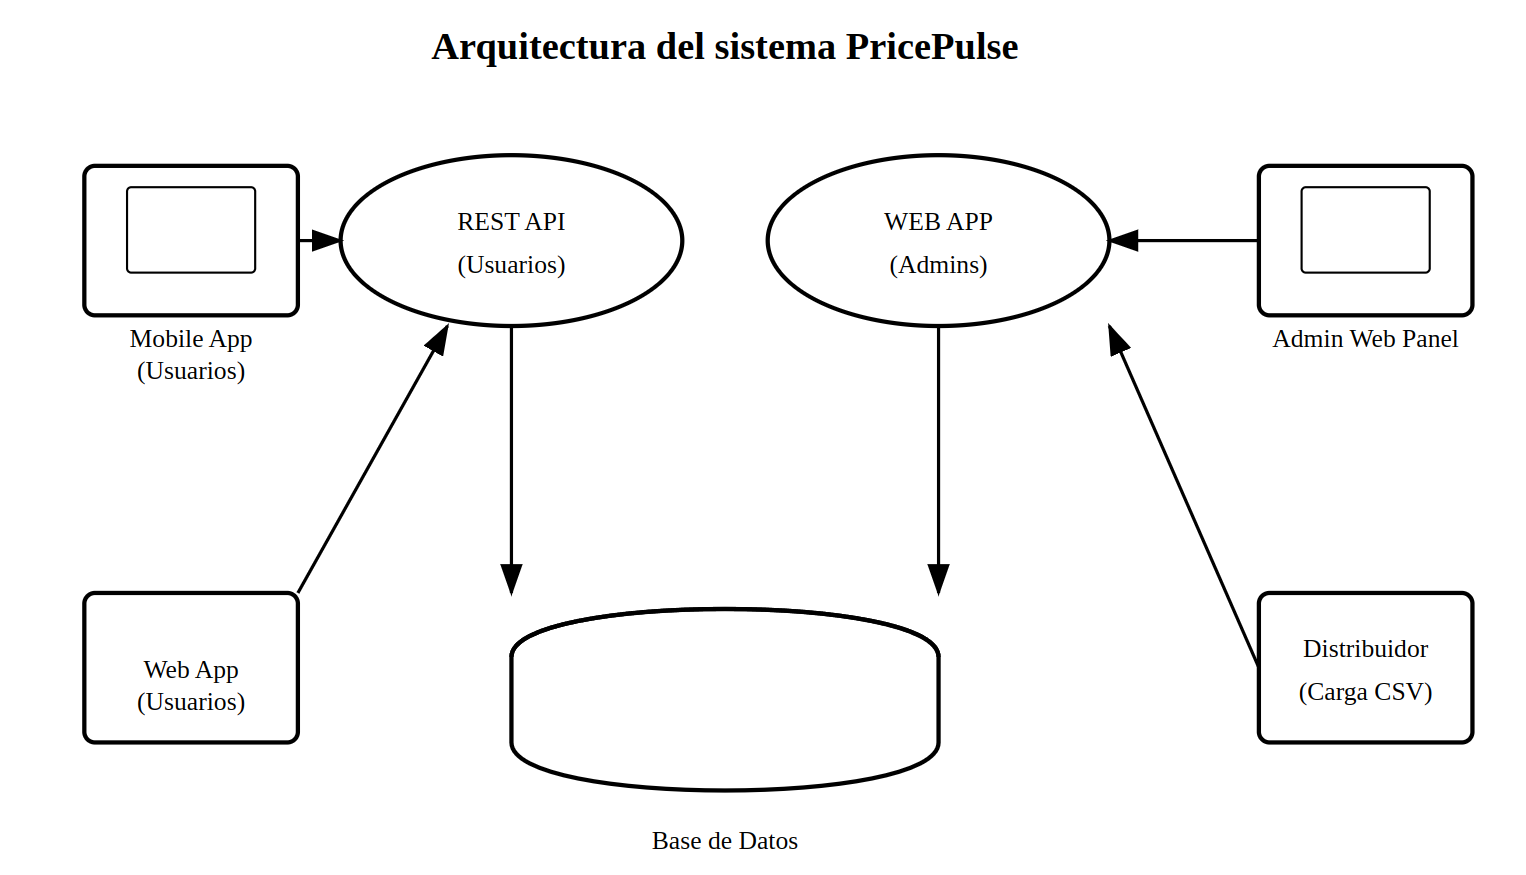 Arquitectura del sistema PricePulse
REST API
(Usuarios)
WEB APP
(Admins)
Mobile App
(Usuarios)
Admin Web Panel
Web App
(Usuarios)
Distribuidor
(Carga CSV)
Base de Datos